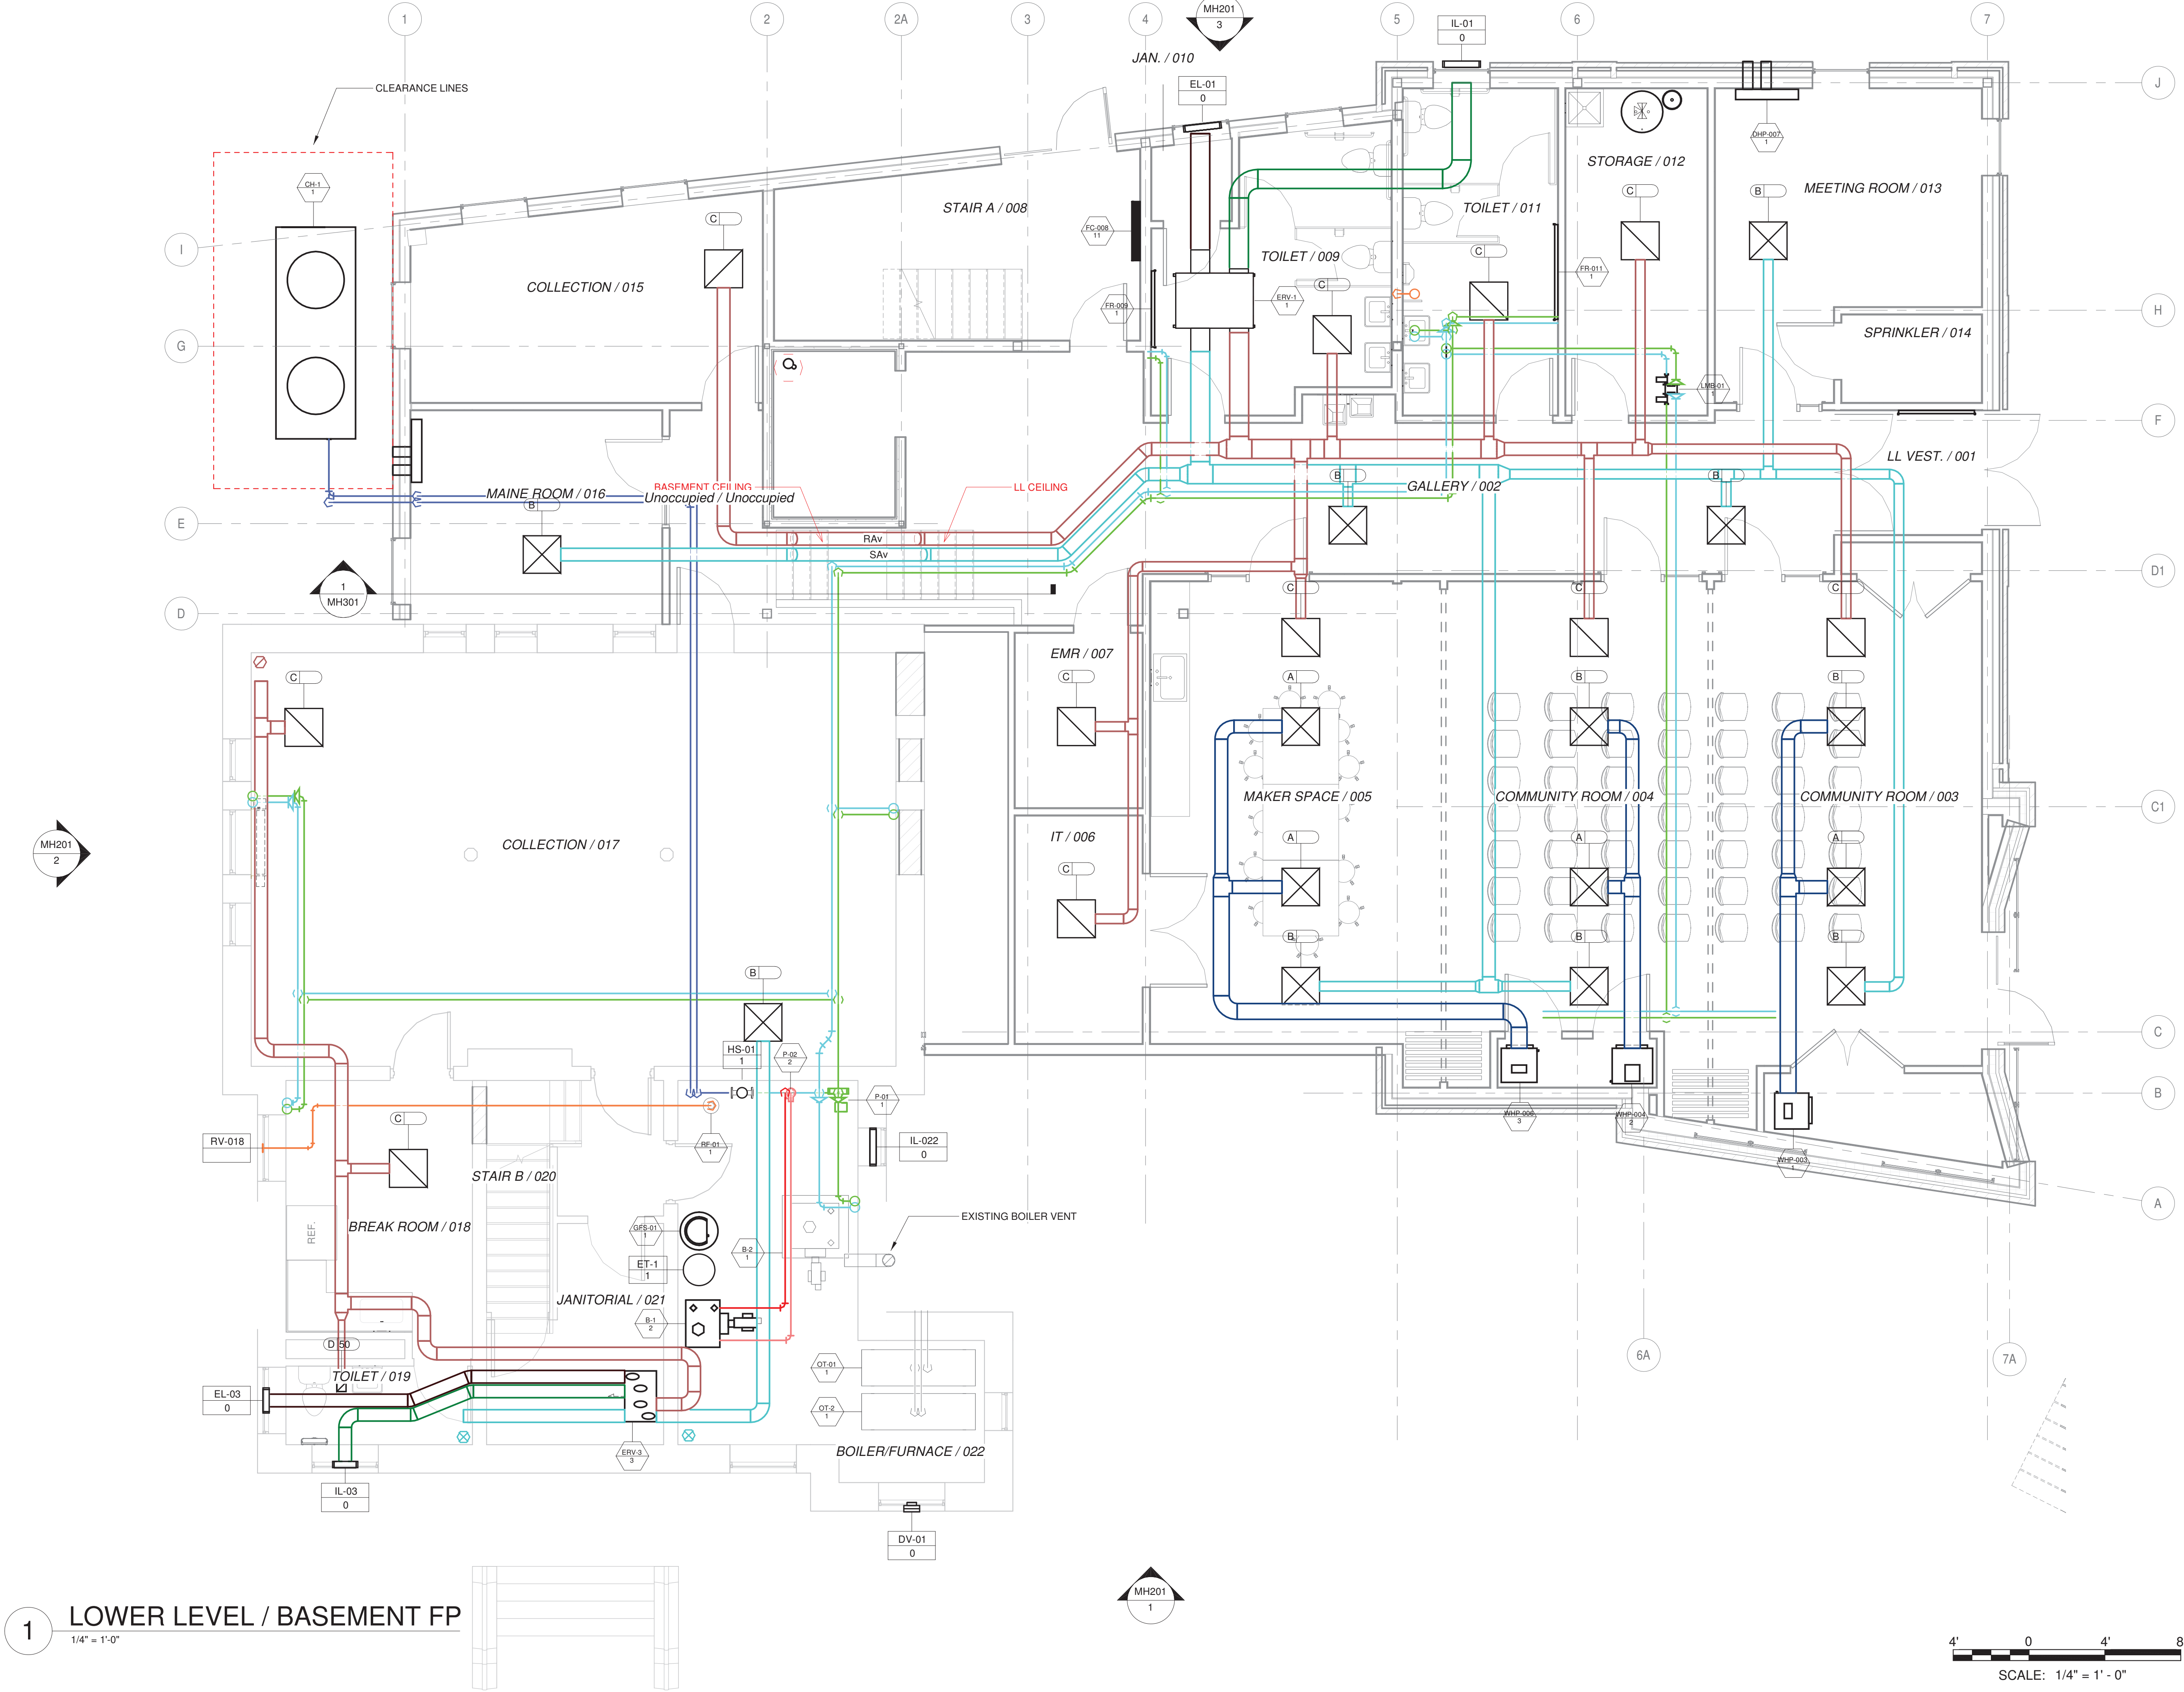 1
2
2A
3
4
MH201
3
5
IL-01
0
6
7
JAN. / 010
CLEARANCE LINES
EL-01
0
J
CH-1
1
OHP-007
1
STORAGE / 012
MEETING ROOM / 013
C
B
STAIR A / 008
TOILET / 011
C
FC-008
11
I
TOILET / 009
C
FR-011
1
COLLECTION / 015
C
ERV-1
1
FR-009
1
H
G
SPRINKLER / 014
LMB-01
1
F
LL VEST. / 001
BASEMENT CEILING
LL CEILING
MAINE ROOM / 016
Unoccupied / Unoccupied
GALLERY / 002
B
B
B
E
RAv
SAv
1
MH301
D1
C
C
C
D
EMR / 007
C
C
A
B
B
MAKER SPACE / 005
COMMUNITY ROOM / 004
COMMUNITY ROOM / 003
C1
MH201
2
COLLECTION / 017
IT / 006
A
A
A
C
B
B
B
B
C
HS-01
1
P-02
2
P-01
1
B
RV-018
C
RF-01
1
IL-022
0
WHP-004
2
WHP-003
1
STAIR B / 020
A
EXISTING BOILER VENT
REF.
BREAK ROOM / 018
GFS-01
1
B-2
1
ET-1
1
JANITORIAL / 021
B-1
2
D 50
OT-01
1
6A
7A
TOILET / 019
EL-03
0
OT-2
1
ERV-3
3
BOILER/FURNACE / 022
IL-03
0
DV-01
0
MH201
1
1
LOWER LEVEL / BASEMENT FP
1/4" = 1'-0"
4'
0
4'
8
SCALE: 1/4" = 1' - 0"